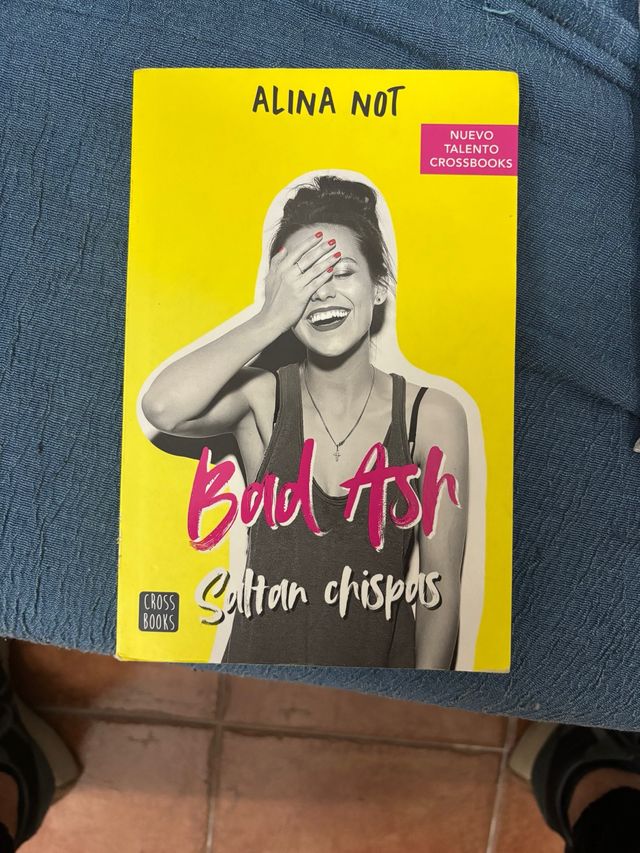 ALINA NOT
NUEVO
TALENTO
CROSSBOOKS
Bad Ash
Saltan chispas
CROSS
BOOKS